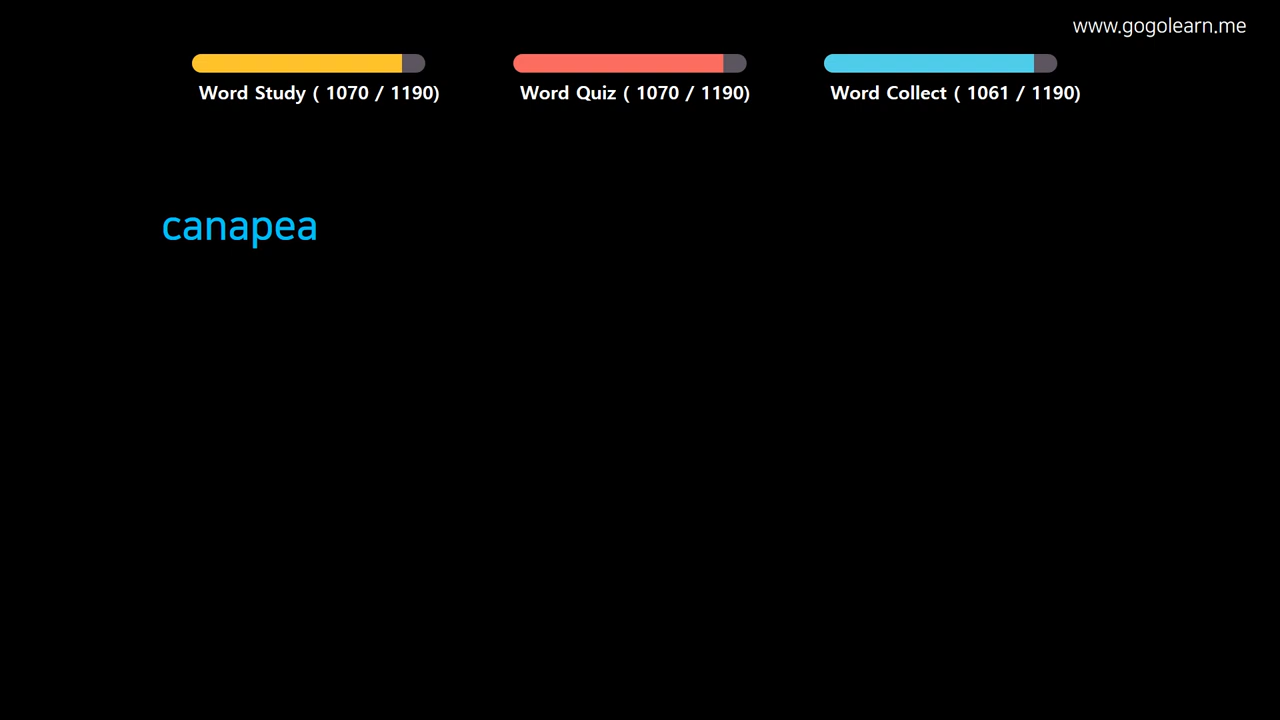 www.gogolearn.me
Word Study ( 1070 / 1190)
Word Quiz ( 1070 / 1190)
Word Collect ( 1061 / 1190)
canapea